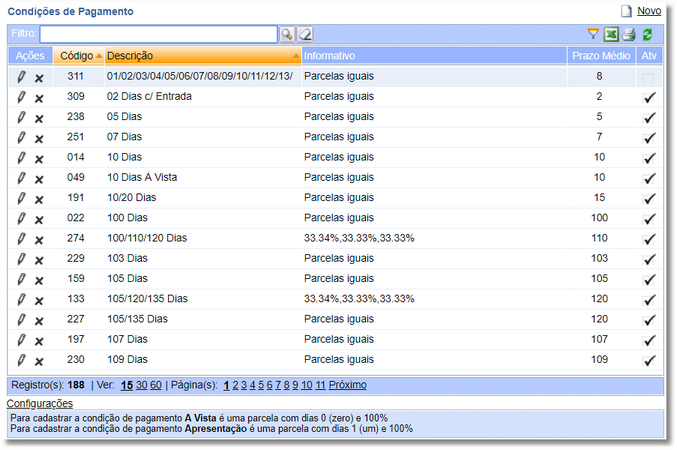 Condições de Pagamento Novo
Filtro:
Ações Código Descrição Informativo Prazo Médio Atv
311 01/02/03/04/05/06/07/08/09/10/11/12/13/ Parcelas iguais 8
309 02 Dias c/ Entrada Parcelas iguais 2
238 05 Dias Parcelas iguais 5
251 07 Dias Parcelas iguais 7
014 10 Dias Parcelas iguais 10
049 10 Dias A Vista Parcelas iguais 10
191 10/20 Dias Parcelas iguais 15
022 100 Dias Parcelas iguais 100
274 100/110/120 Dias 33.34%,33.33%,33.33% 110
229 103 Dias Parcelas iguais 103
159 105 Dias Parcelas iguais 105
133 105/120/135 Dias 33.34%,33.33%,33.33% 120
227 105/135 Dias Parcelas iguais 120
197 107 Dias Parcelas iguais 107
230 109 Dias Parcelas iguais 109
Registro(s): 188 | Ver: 15 30 60 | Página(s): 1 2 3 4 5 6 7 8 9 10 11 Próximo
Configurações
Para cadastrar a condição de pagamento A Vista é uma parcela com dias 0 (zero) e 100%
Para cadastrar a condição de pagamento Apresentação é uma parcela com dias 1 (um) e 100%